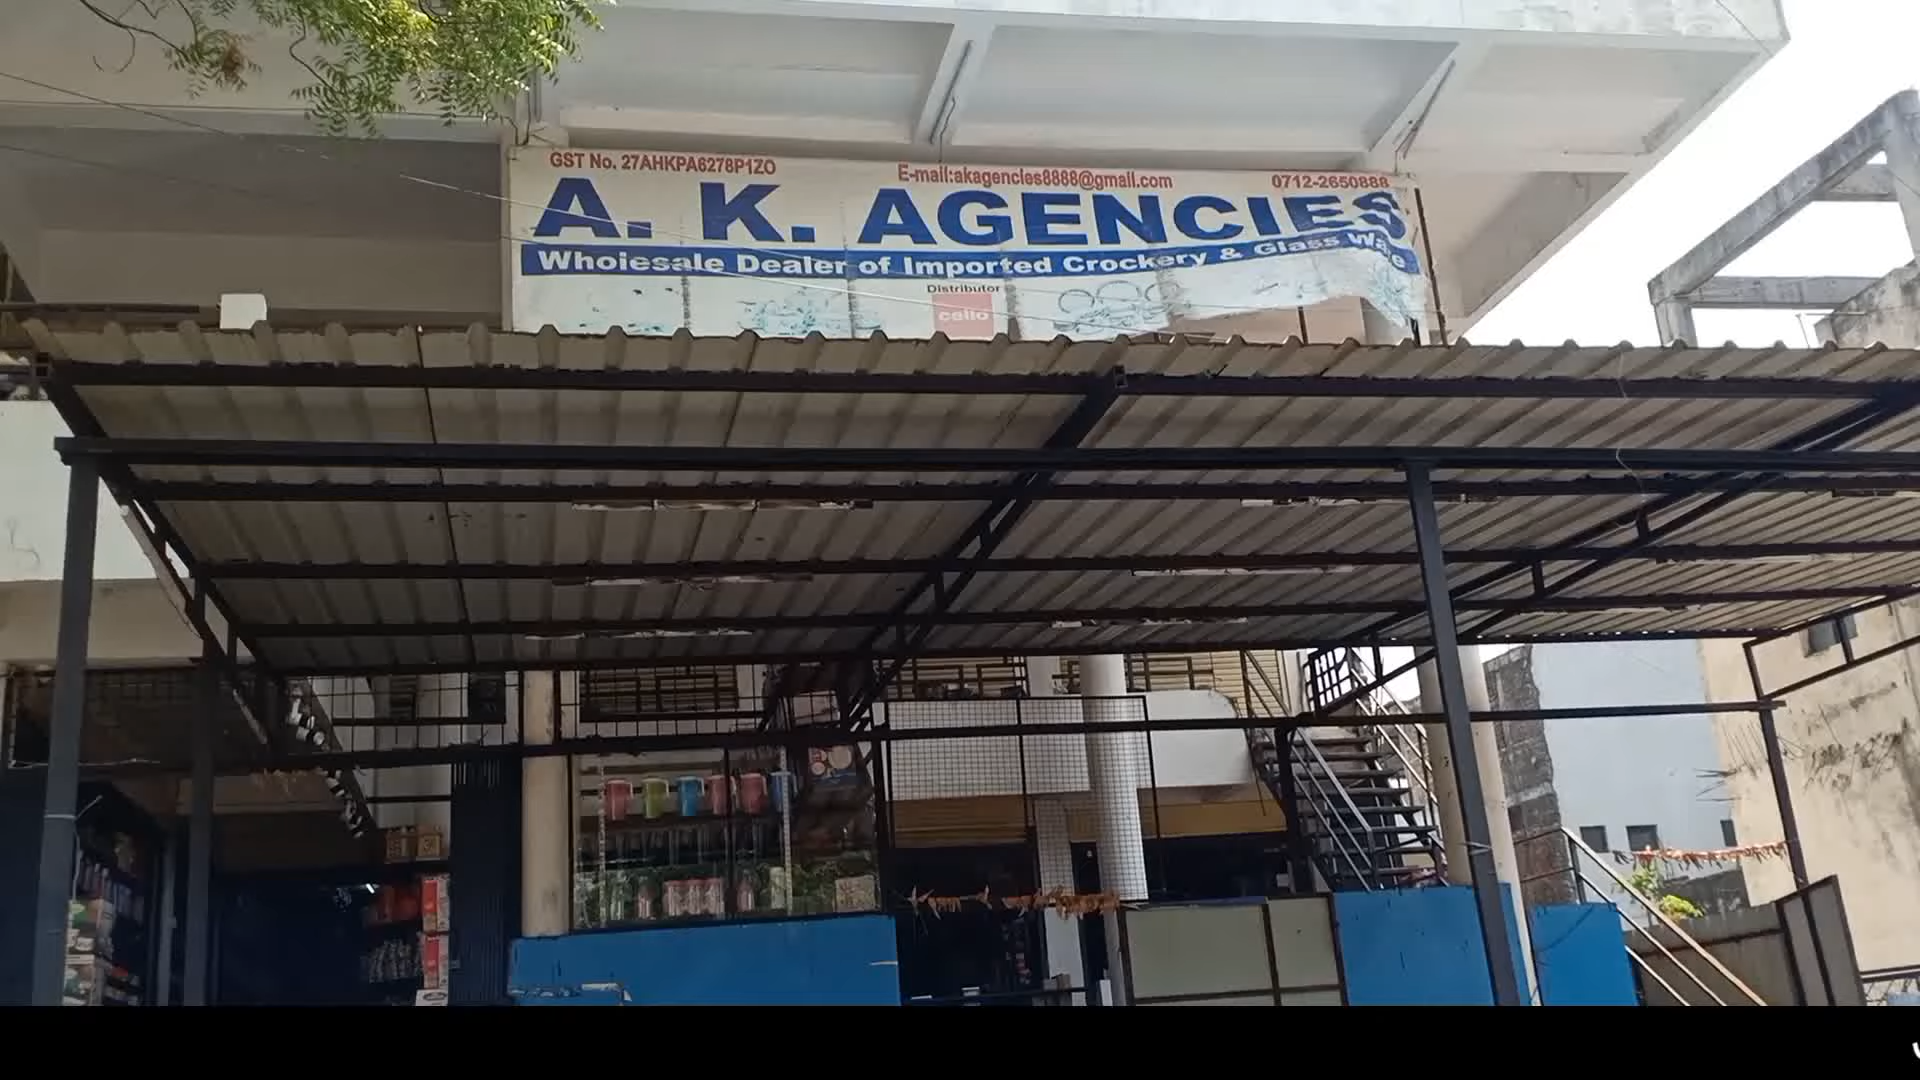 GST No. 27AHKPA6278P1ZO E-mail:akagencies8888@gmail.com 0712-2650888
A. K. AGENCIES
Wholesale Dealer of Imported Crockery & Glass Ware
Distributor
cello